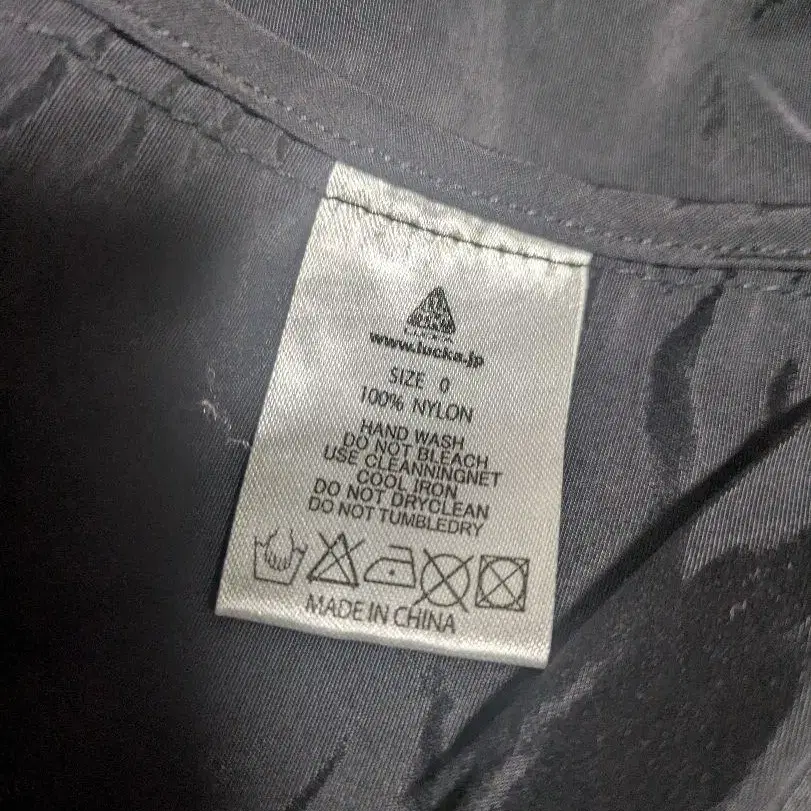 www.lucka.jp
SIZE 0
100% NYLON
HAND WASH
DO NOT BLEACH
USE CLEANNINGNET
COOL IRON
DO NOT DRYCLEAN
DO NOT TUMBLEDRY
MADE IN CHINA